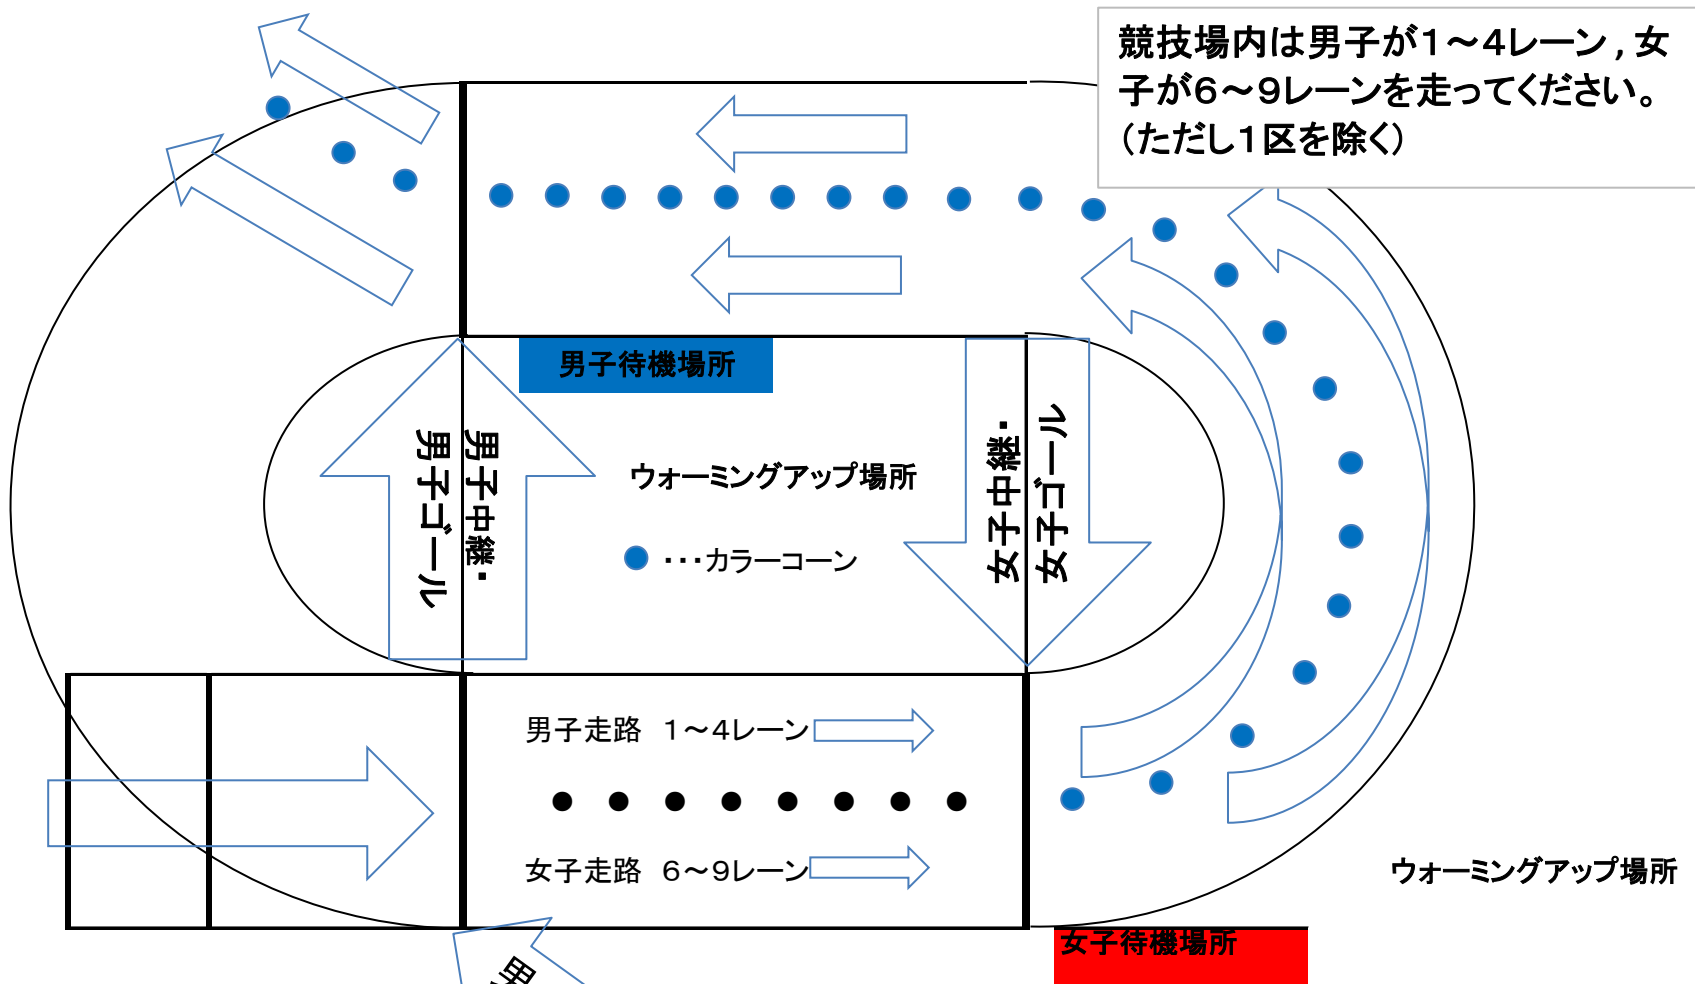 競技場内は男子が1～4レーン，女
子が6～9レーンを走ってください。
（ただし1区を除く）
男子待機場所
男子中継・
男子ゴール
ウォーミングアップ場所
・・・カラーコーン
女子中継・
女子ゴール
男子走路　1～4レーン
女子走路　6～9レーン
ウォーミングアップ場所
女子待機場所
男